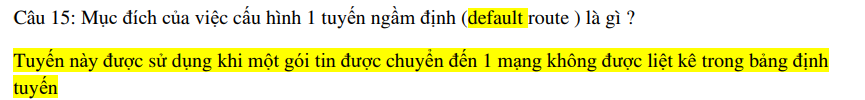 Câu 15: Mục đích của việc cấu hình 1 tuyến ngầm định (default route ) là gì ?
Tuyến này được sử dụng khi một gói tin được chuyển đến 1 mạng không được liệt kê trong bảng định
tuyến